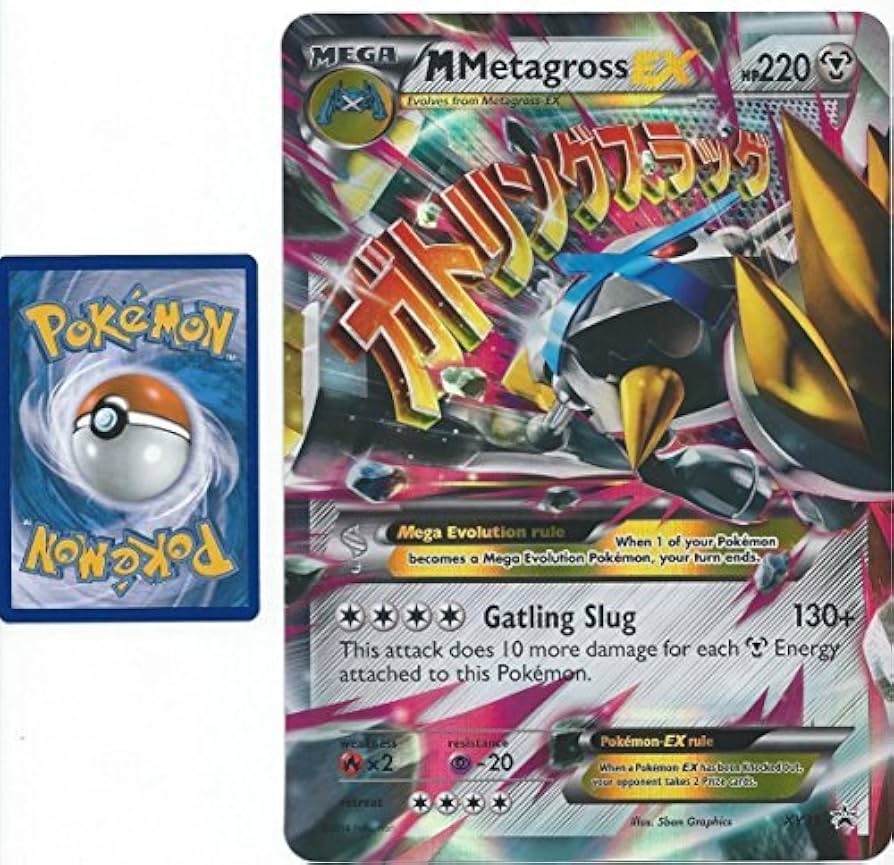 POKéMON
TM
POKéMON
MEGA
M Metagross EX
HP220
Evolves from Metagross-EX
ガトリングスラッグ
Mega Evolution rule
When 1 of your Pokémon
becomes a Mega Evolution Pokémon, your turn ends.
Gatling Slug 130+
This attack does 10 more damage for each Energy
attached to this Pokémon.
weakness
×2
resistance
-20
retreat
Pokémon-EX rule
When a Pokémon-EX has been Knocked Out,
your opponent takes 2 Prize cards.
Illus. 5ban Graphics